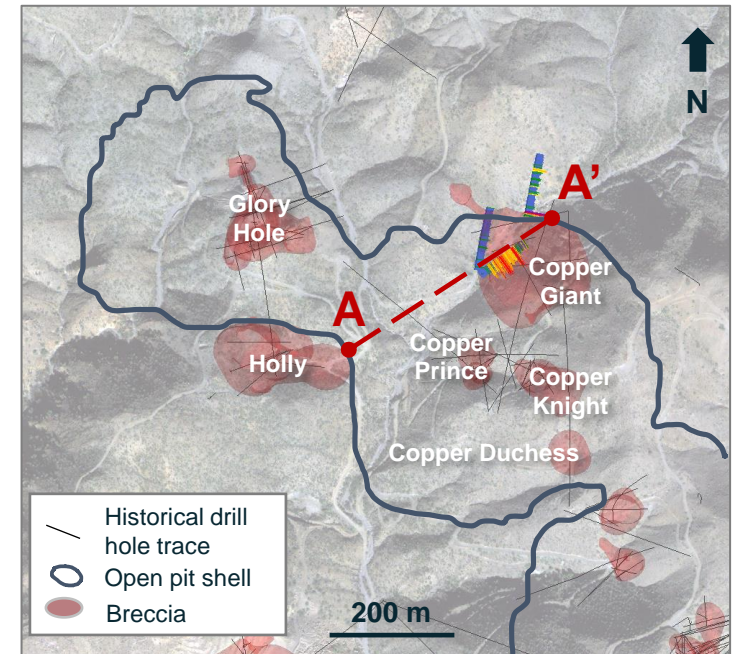 N
A’
Glory
Hole
Copper
Giant
A
Copper
Prince
Holly
Copper
Knight
Copper Duchess
Historical drill
hole trace
Open pit shell
Breccia
200 m